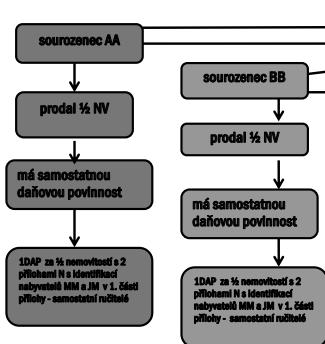 sourozenec AA
prodal ½ NV
má samostatnou
daňovou povinnost
1DAP za ½ nemovitostí s 2
přílohami N s identifikací
nabyvatelů MM a JM v 1. části
přílohy - samostatní ručitelé
sourozenec BB
prodal ½ NV
má samostatnou
daňovou povinnost
1DAP za ½ nemovitostí s 2
přílohami N s identifikací
nabyvatelů MM a JM v 1. části
přílohy - samostatní ručitelé